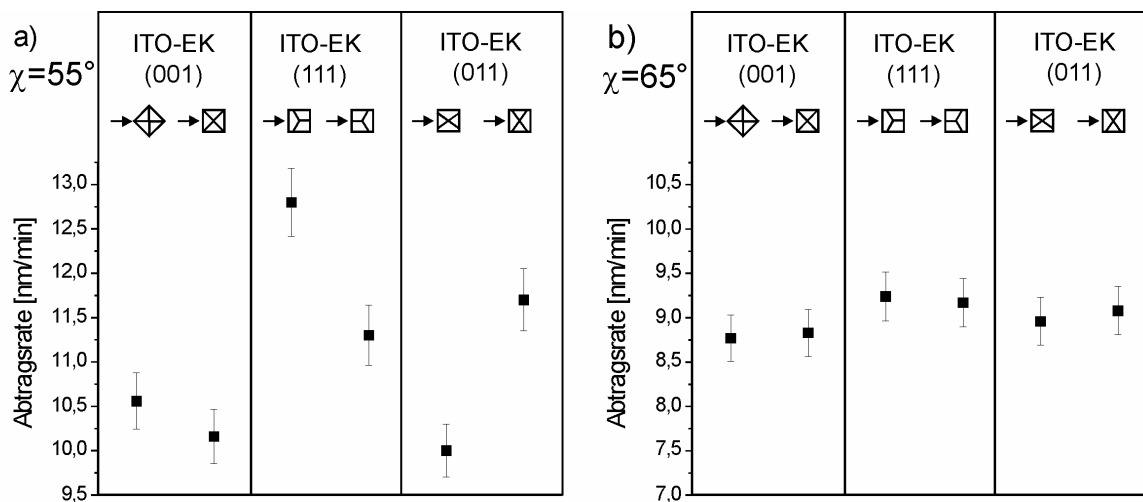 a)
χ=55°
ITO-EK
(001)
ITO-EK
(111)
ITO-EK
(011)
Abtragsrate [nm/min]
13,0
12,5
12,0
11,5
11,0
10,5
10,0
9,5
b)
χ=65°
ITO-EK
(001)
ITO-EK
(111)
ITO-EK
(011)
Abtragsrate [nm/min]
10,5
10,0
9,5
9,0
8,5
8,0
7,5
7,0